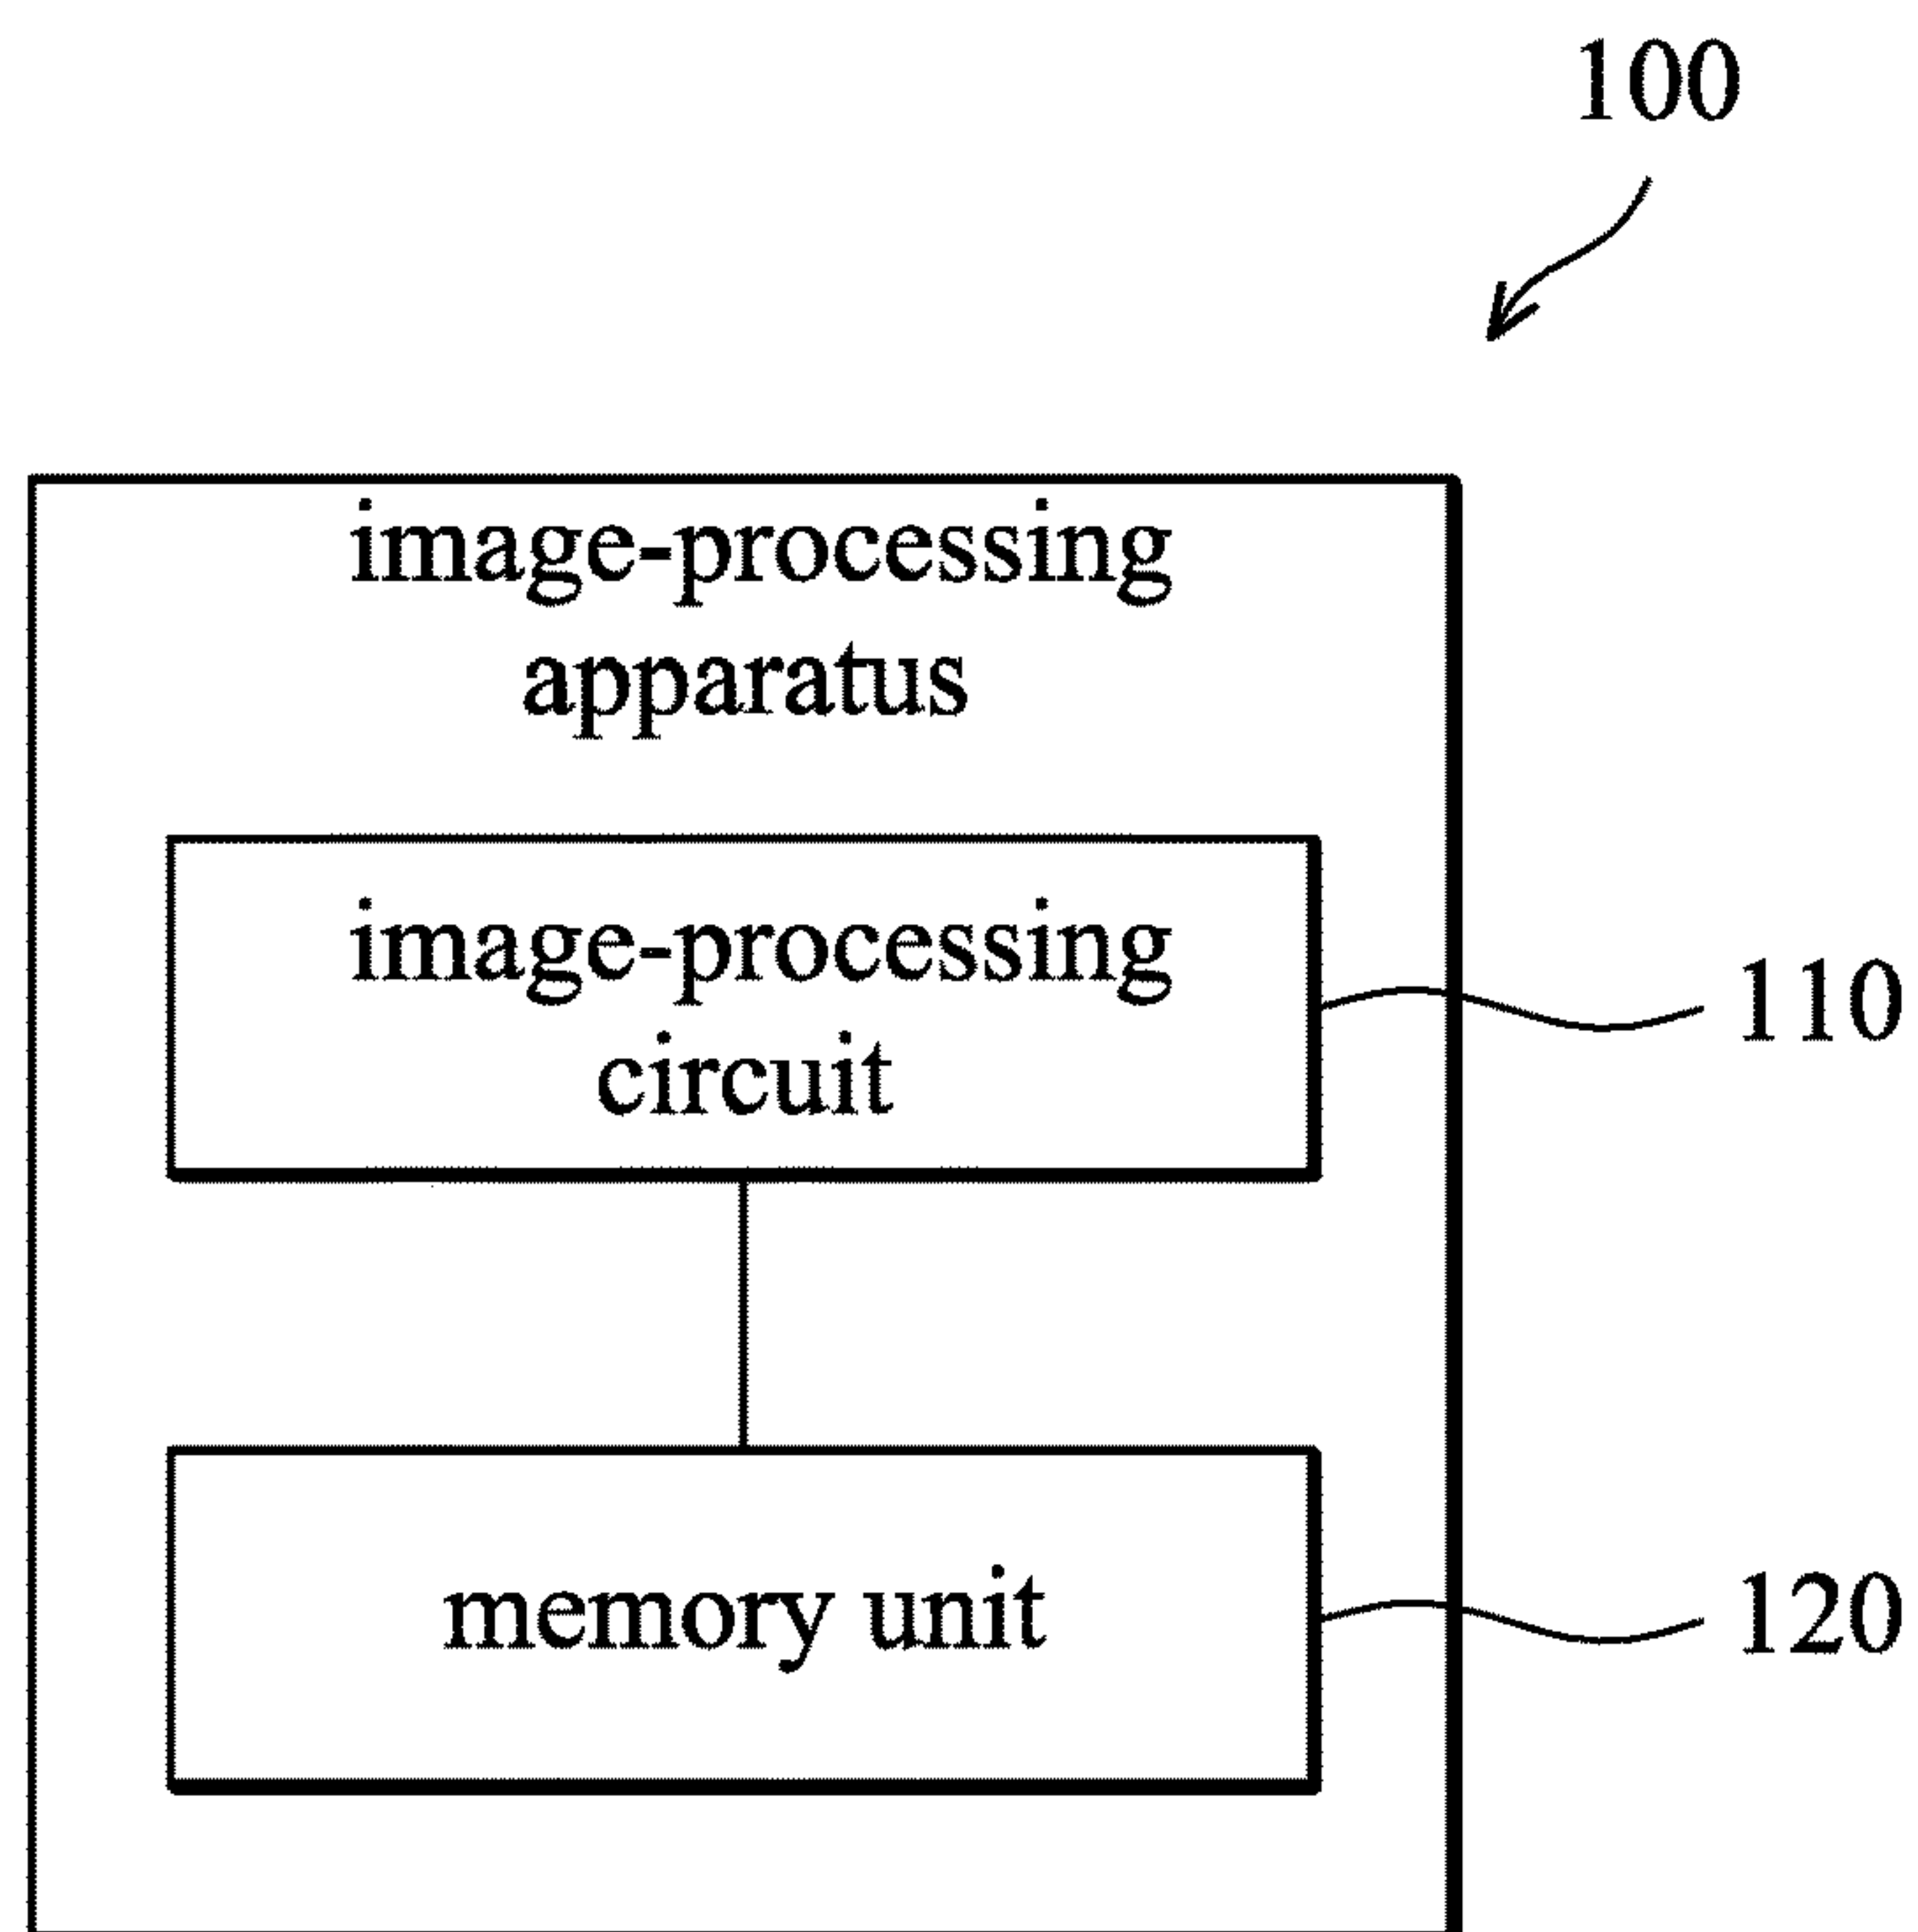 100
image-processing
apparatus
image-processing
circuit
110
memory unit
120